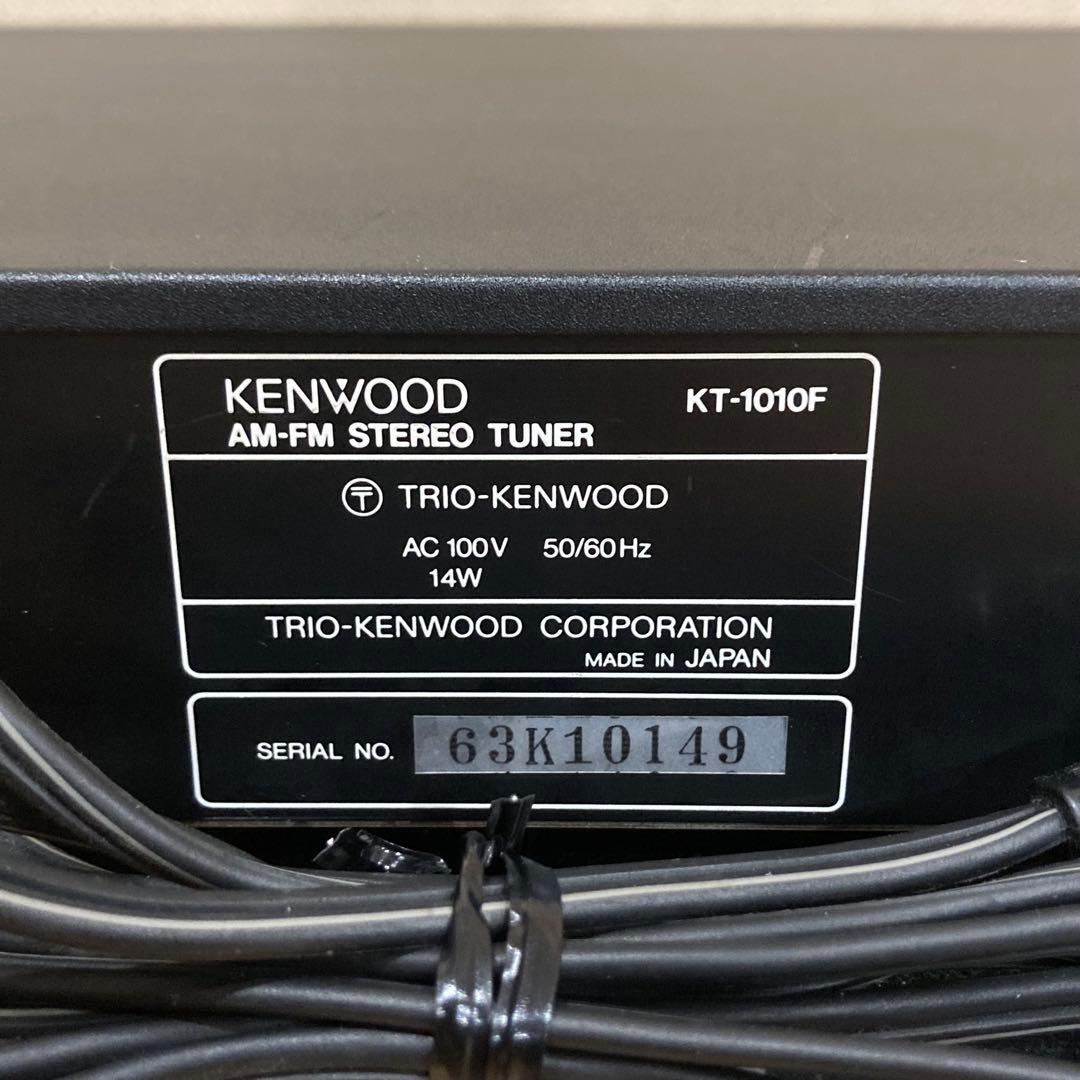 KENWOOD KT-1010F
AM-FM STEREO TUNER
〒 TRIO-KENWOOD
AC 100V 50/60Hz
14W
TRIO-KENWOOD CORPORATION
MADE IN JAPAN
SERIAL NO. 63K10149